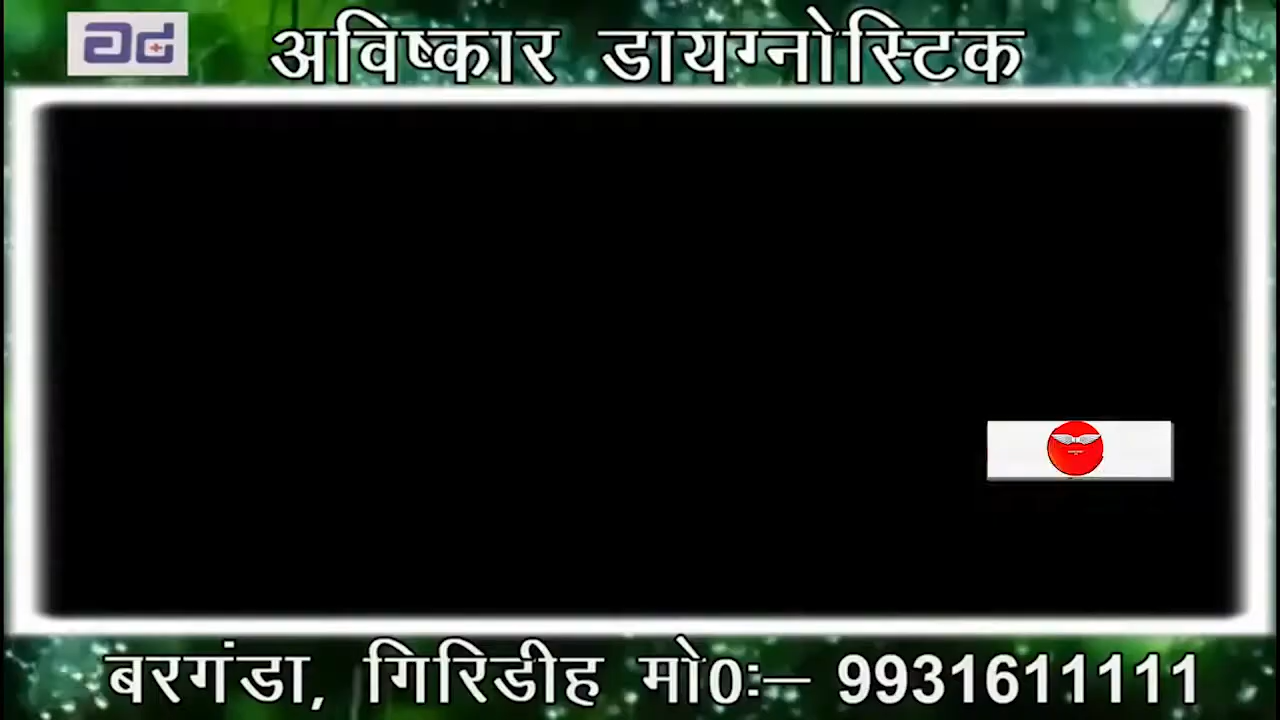 ad
अविष्कार डायग्नोस्टिक
बरगंडा, गिरिडीह मो0ः– 9931611111